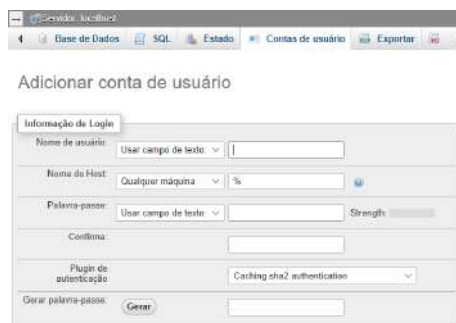 Servidor: localhost
Base de Dados SQL Estado Contas de usuário Exportar
Adicionar conta de usuário
Informação de Login
Nome de usuário: Usar campo de texto:
Nome do Host: Qualquer máquina %
Palavra-passe: Usar campo de texto: Strength:
Confirma:
Plugin de autenticação Caching sha2 authentication
Gerar palavra-passe: Gerar